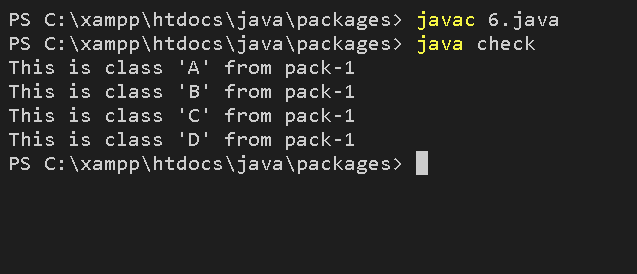 PS C:\xampp\htdocs\java\packages> javac 6.java
PS C:\xampp\htdocs\java\packages> java check
This is class 'A' from pack-1
This is class 'B' from pack-1
This is class 'C' from pack-1
This is class 'D' from pack-1
PS C:\xampp\htdocs\java\packages>